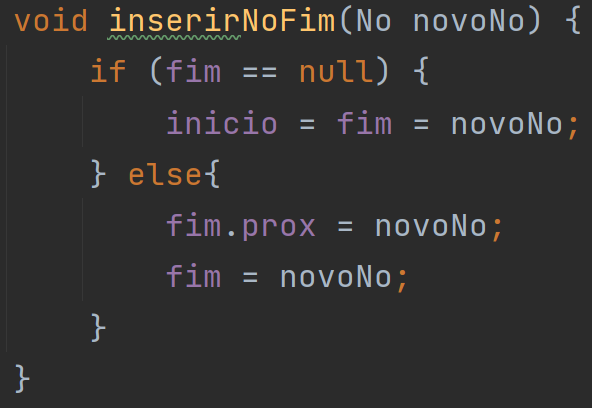 void inserirNoFim(No novoNo) {
    if (fim == null) {
        inicio = fim = novoNo;
    } else{
        fim.prox = novoNo;
        fim = novoNo;
    }
}